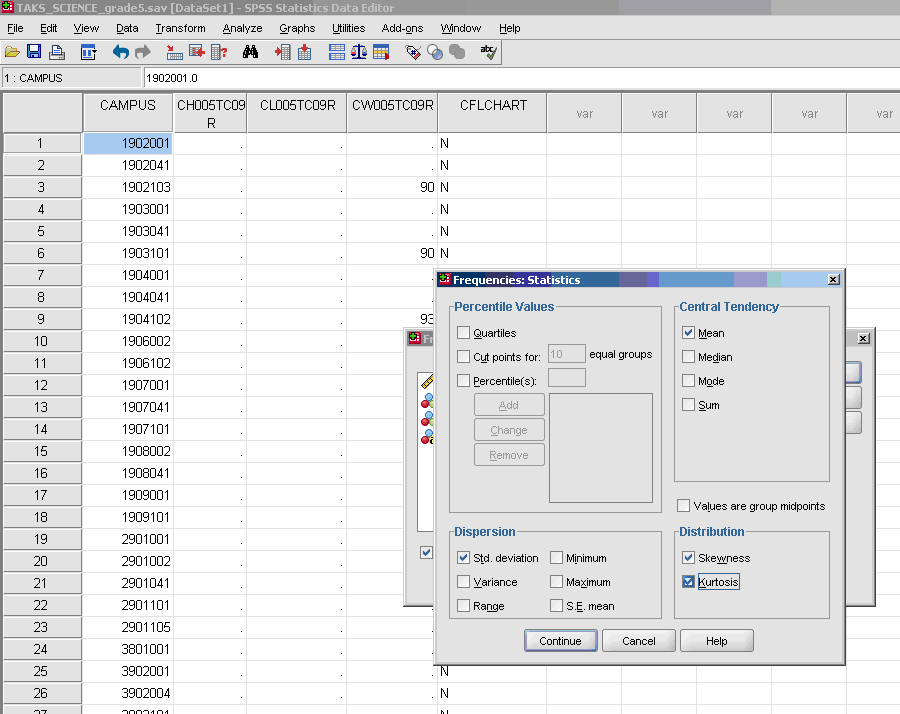 TAKS_SCIENCE_grade5.sav [DataSet1] - SPSS Statistics Data Editor
File Edit View Data Transform Analyze Graphs Utilities Add-ons Window Help
1 : CAMPUS 1902001.0
CAMPUS CH005TC09R CL005TC09R CW005TC09R CFLCHART var var var var var
1 1902001 . . . N
2 1902041 . . . N
3 1902103 . . 90 N
4 1903001 . . . N
5 1903041 . . . N
6 1903101 . . 90 N
7 1904001 . .
8 1904041 . .
9 1904102 . . 93
10 1906002 . .
11 1906102 . .
12 1907001 . .
13 1907041 . .
14 1907101 . .
15 1908002 . .
16 1908041 . .
17 1909001 . .
18 1909101 . .
19 2901001 . .
20 2901002 . .
21 2901041 . .
22 2901101 . .
23 2901105 . .
24 3801001 . .
25 3902001 . . . N
26 3902004 . . . N
Frequencies: Statistics
Percentile Values
Quartiles
Cut points for: 10 equal groups
Percentile(s):
Add
Change
Remove
Central Tendency
Mean
Median
Mode
Sum
Values are group midpoints
Dispersion
Std. deviation Minimum
Variance Maximum
Range S.E. mean
Distribution
Skewness
Kurtosis
Continue Cancel Help